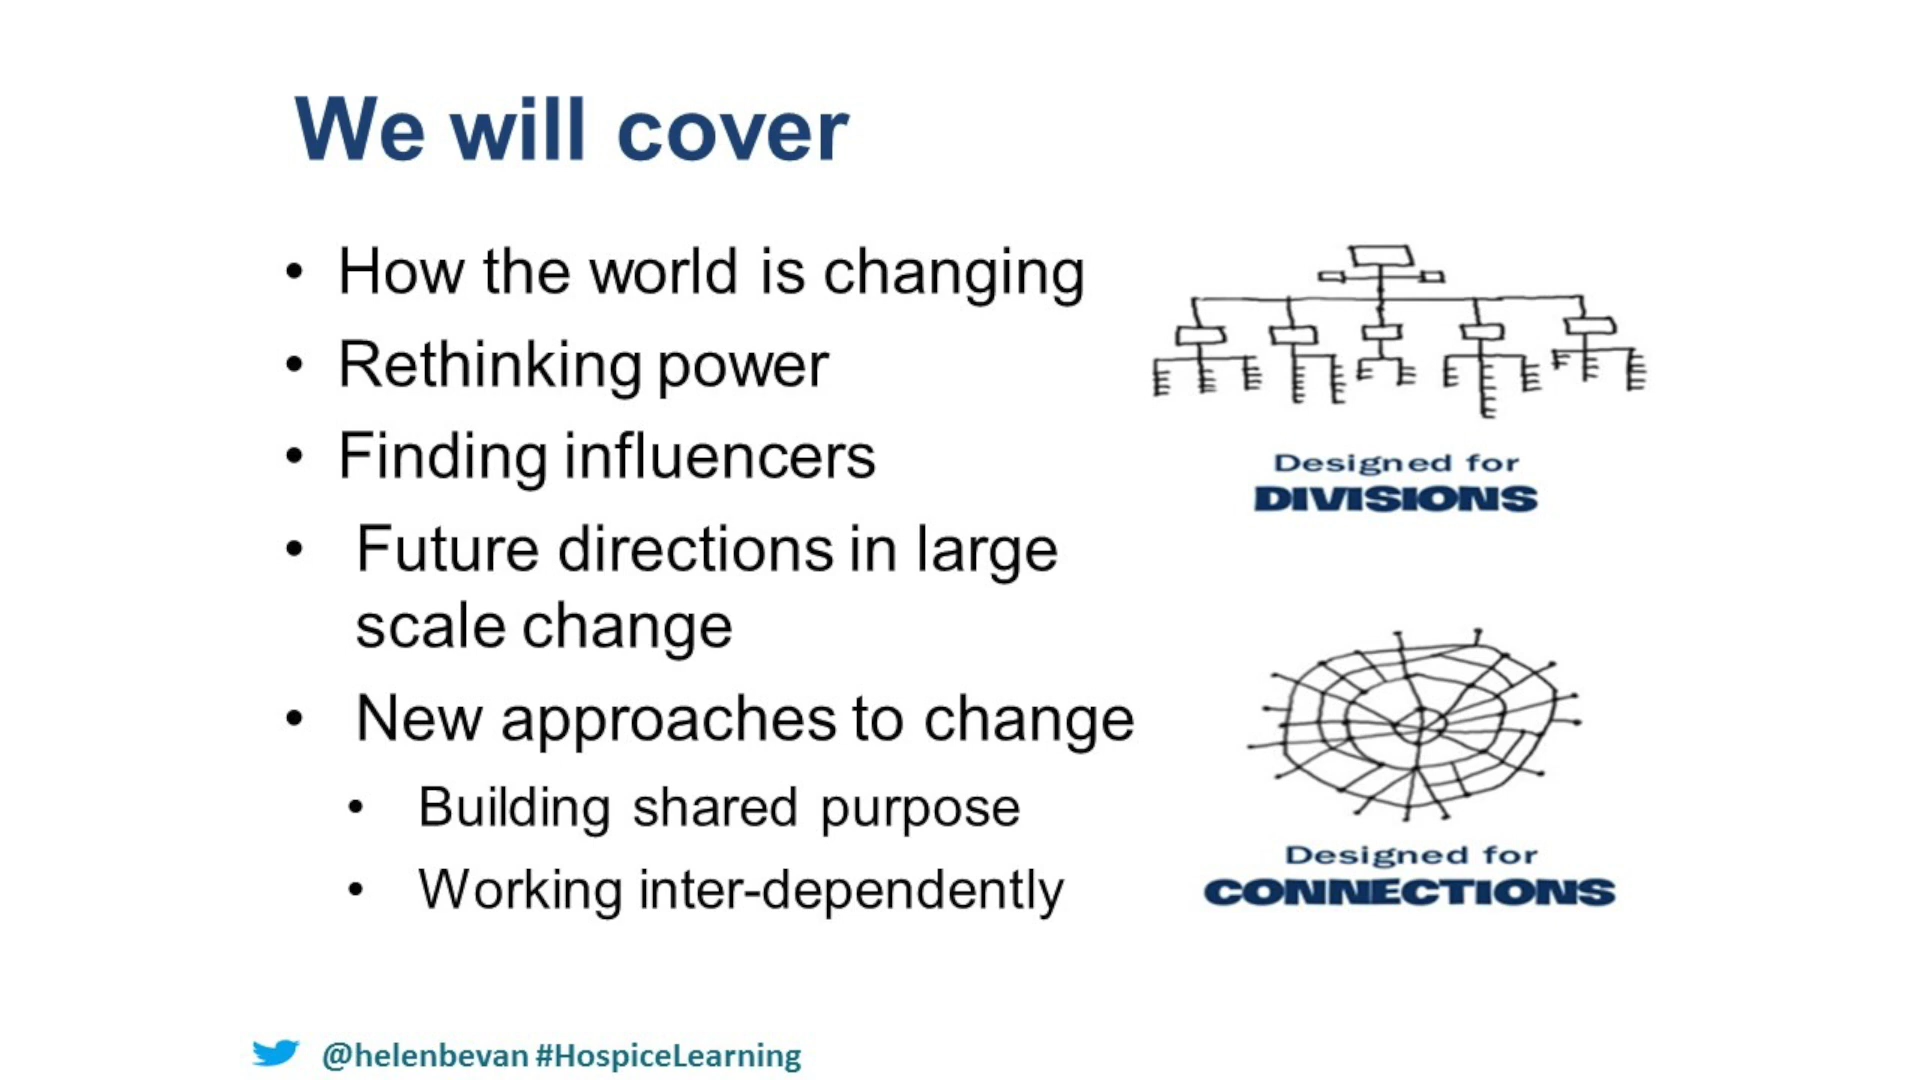 We will cover
• How the world is changing
• Rethinking power
• Finding influencers
• Future directions in large
scale change
• New approaches to change
• Building shared purpose
• Working inter-dependently
Designed for
DIVISIONS
Designed for
CONNECTIONS
@helenbevan #HospiceLearning